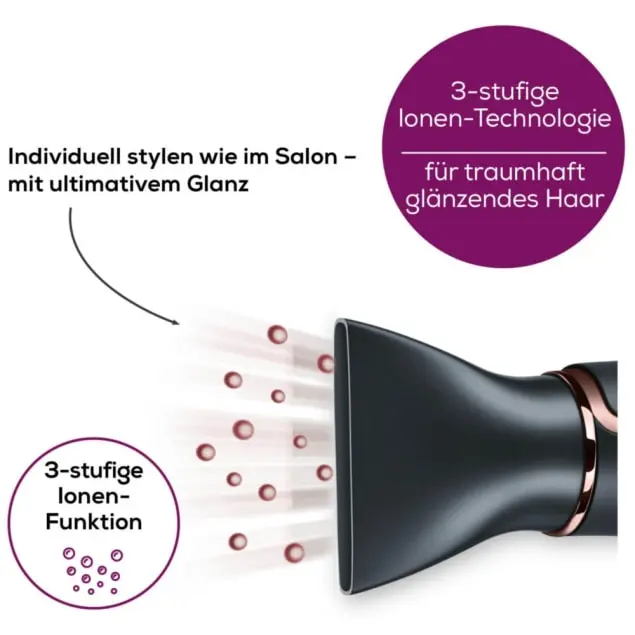 3-stufige
Ionen-Technologie
für traumhaft
glänzendes Haar
Individuell stylen wie im Salon –
mit ultimativem Glanz
3-stufige
Ionen-
Funktion